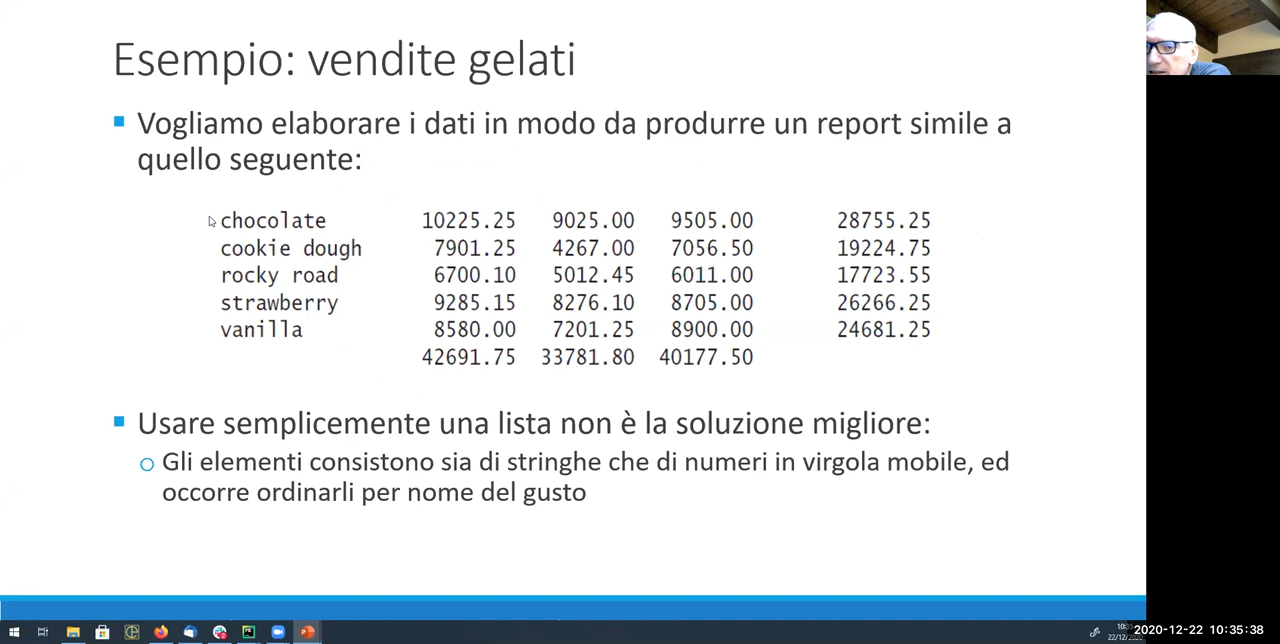 Esempio: vendite gelati
Vogliamo elaborare i dati in modo da produrre un report simile a
quello seguente:
chocolate 10225.25 9025.00 9505.00 28755.25
cookie dough 7901.25 4267.00 7056.50 19224.75
rocky road 6700.10 5012.45 6011.00 17723.55
strawberry 9285.15 8276.10 8705.00 26266.25
vanilla 8580.00 7201.25 8900.00 24681.25
42691.75 33781.80 40177.50
Usare semplicemente una lista non è la soluzione migliore:
Gli elementi consistono sia di stringhe che di numeri in virgola mobile, ed
occorre ordinarli per nome del gusto
2020-12-22 10:35:38